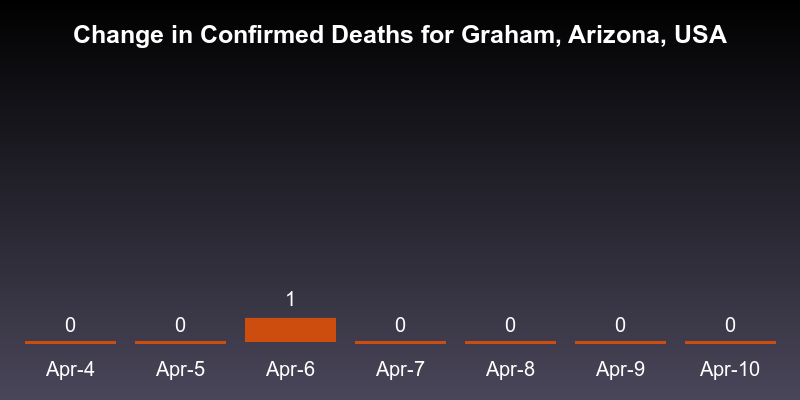 Change in Confirmed Deaths for Graham, Arizona, USA
1
0 0 0 0 0 0
Apr-4 Apr-5 Apr-6 Apr-7 Apr-8 Apr-9 Apr-10